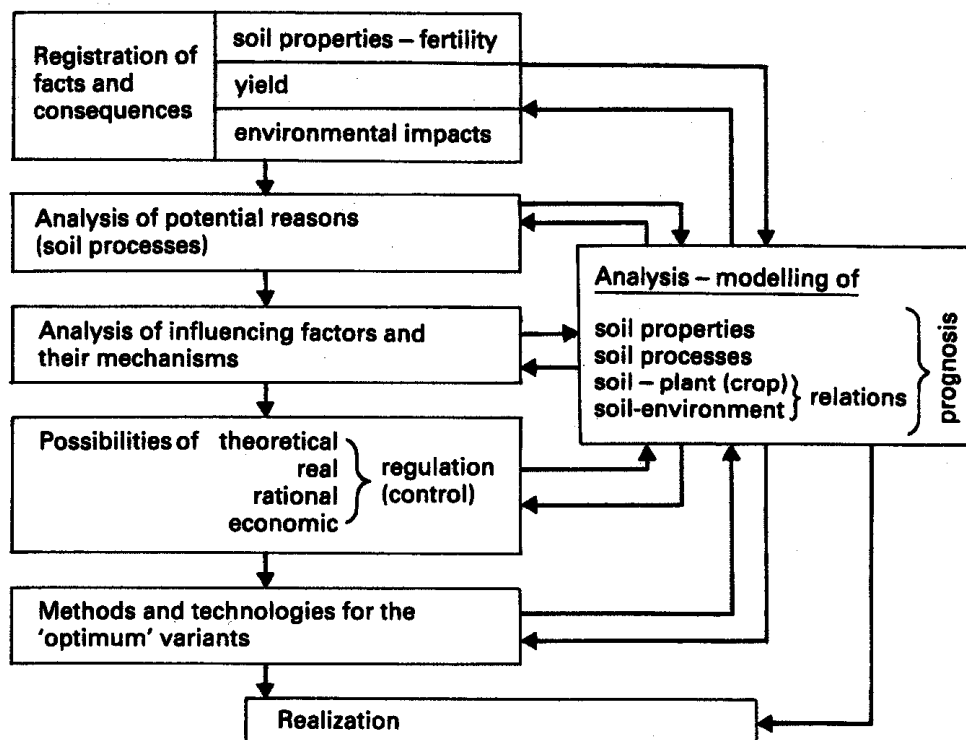 Registration of
facts and
consequences
soil properties – fertility
yield
environmental impacts
Analysis of potential reasons
(soil processes)
Analysis of influencing factors and
their mechanisms
Possibilities of theoretical
real
rational
economic
regulation
(control)
Methods and technologies for the
'optimum' variants
Realization
Analysis – modelling of
soil properties
soil processes
soil – plant (crop)
soil-environment
relations
prognosis